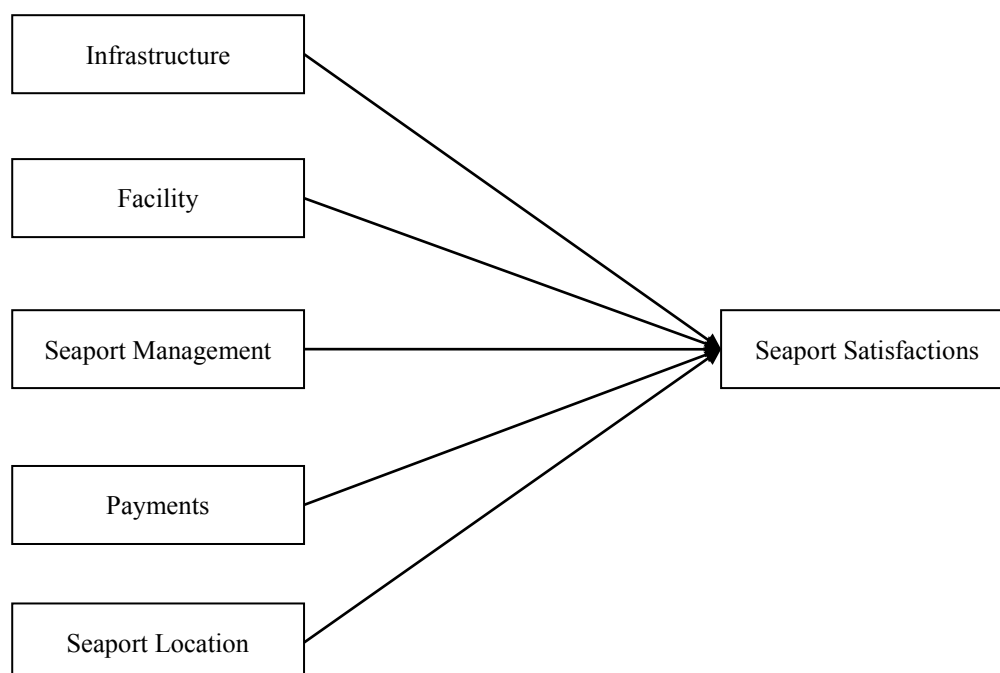 Infrastructure
Facility
Seaport Management
Seaport Satisfactions
Payments
Seaport Location